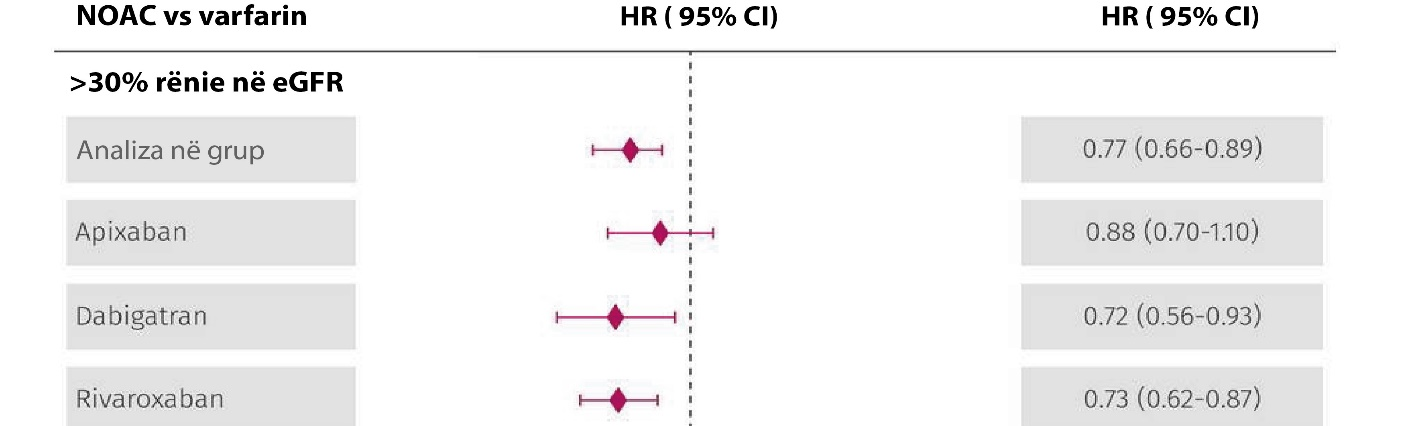 NOAC vs varfarin HR ( 95% CI) HR ( 95% CI)
>30% rënie në eGFR
Analiza në grup 0.77 (0.66-0.89)
Apixaban 0.88 (0.70-1.10)
Dabigatran 0.72 (0.56-0.93)
Rivaroxaban 0.73 (0.62-0.87)